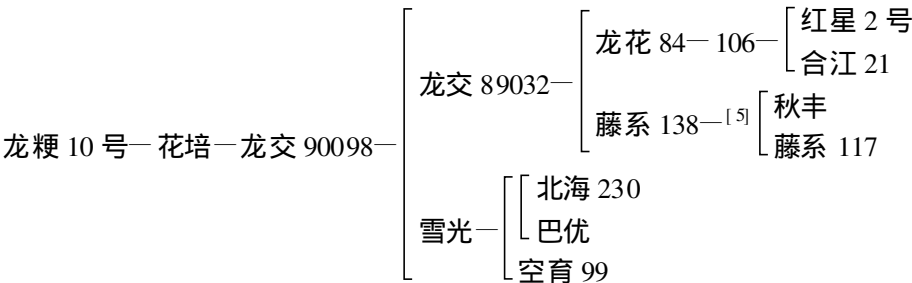 红星 2 号
龙花 84—106—
合江 21
龙交 89032—
秋丰
藤系 138—[5]
藤系 117
龙粳 10 号—花培—龙交 90098—
北海 230
雪光—
巴优
空育 99